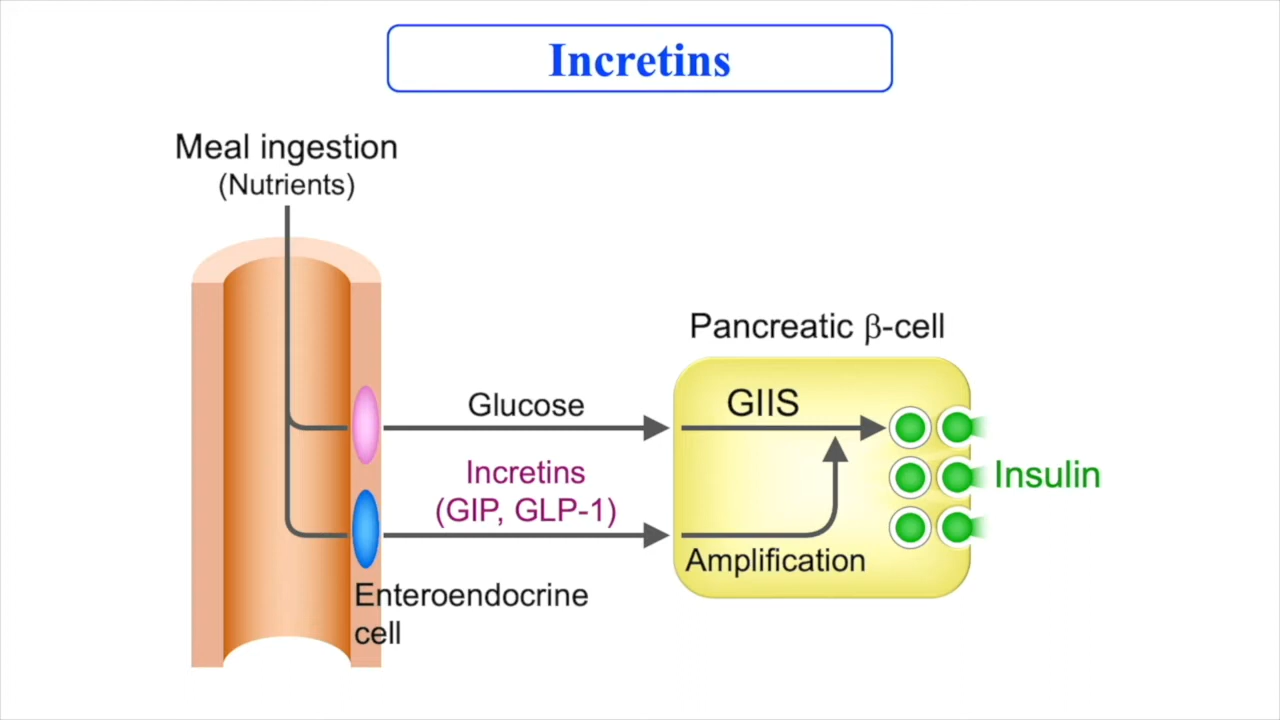 Incretins
Meal ingestion
(Nutrients)
Pancreatic β-cell
Glucose
GIIS
Incretins
(GIP, GLP-1)
Insulin
Amplification
Enteroendocrine
cell